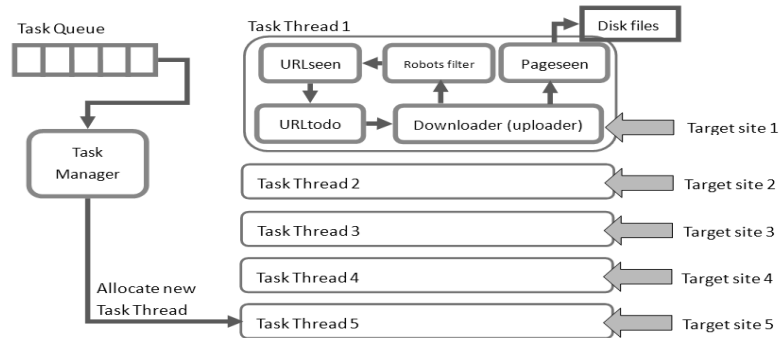 Task Queue
Task Manager
Allocate new
Task Thread
Task Thread 1
Disk files
URLseen
Robots filter
Pageseen
URLtodo
Downloader (uploader)
Target site 1
Task Thread 2
Target site 2
Task Thread 3
Target site 3
Task Thread 4
Target site 4
Task Thread 5
Target site 5